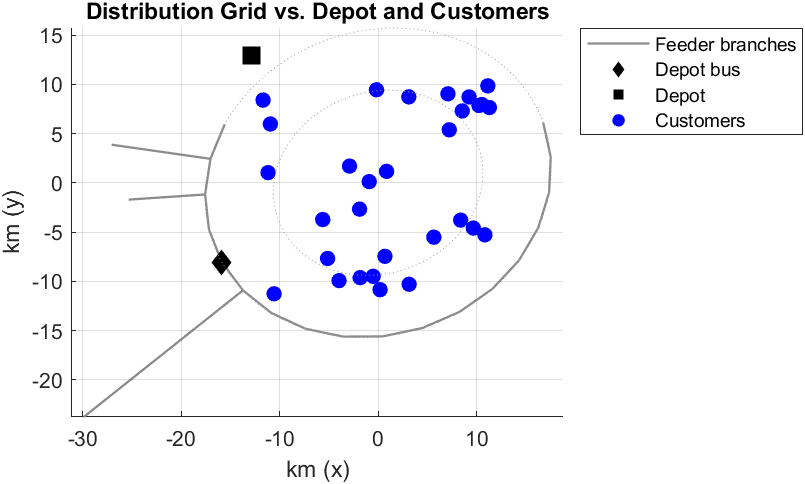 Distribution Grid vs. Depot and Customers
15
10
5
0
-5
-10
-15
-20
km (y)
-30
-20
-10
0
10
km (x)
Feeder branches
Depot bus
Depot
Customers